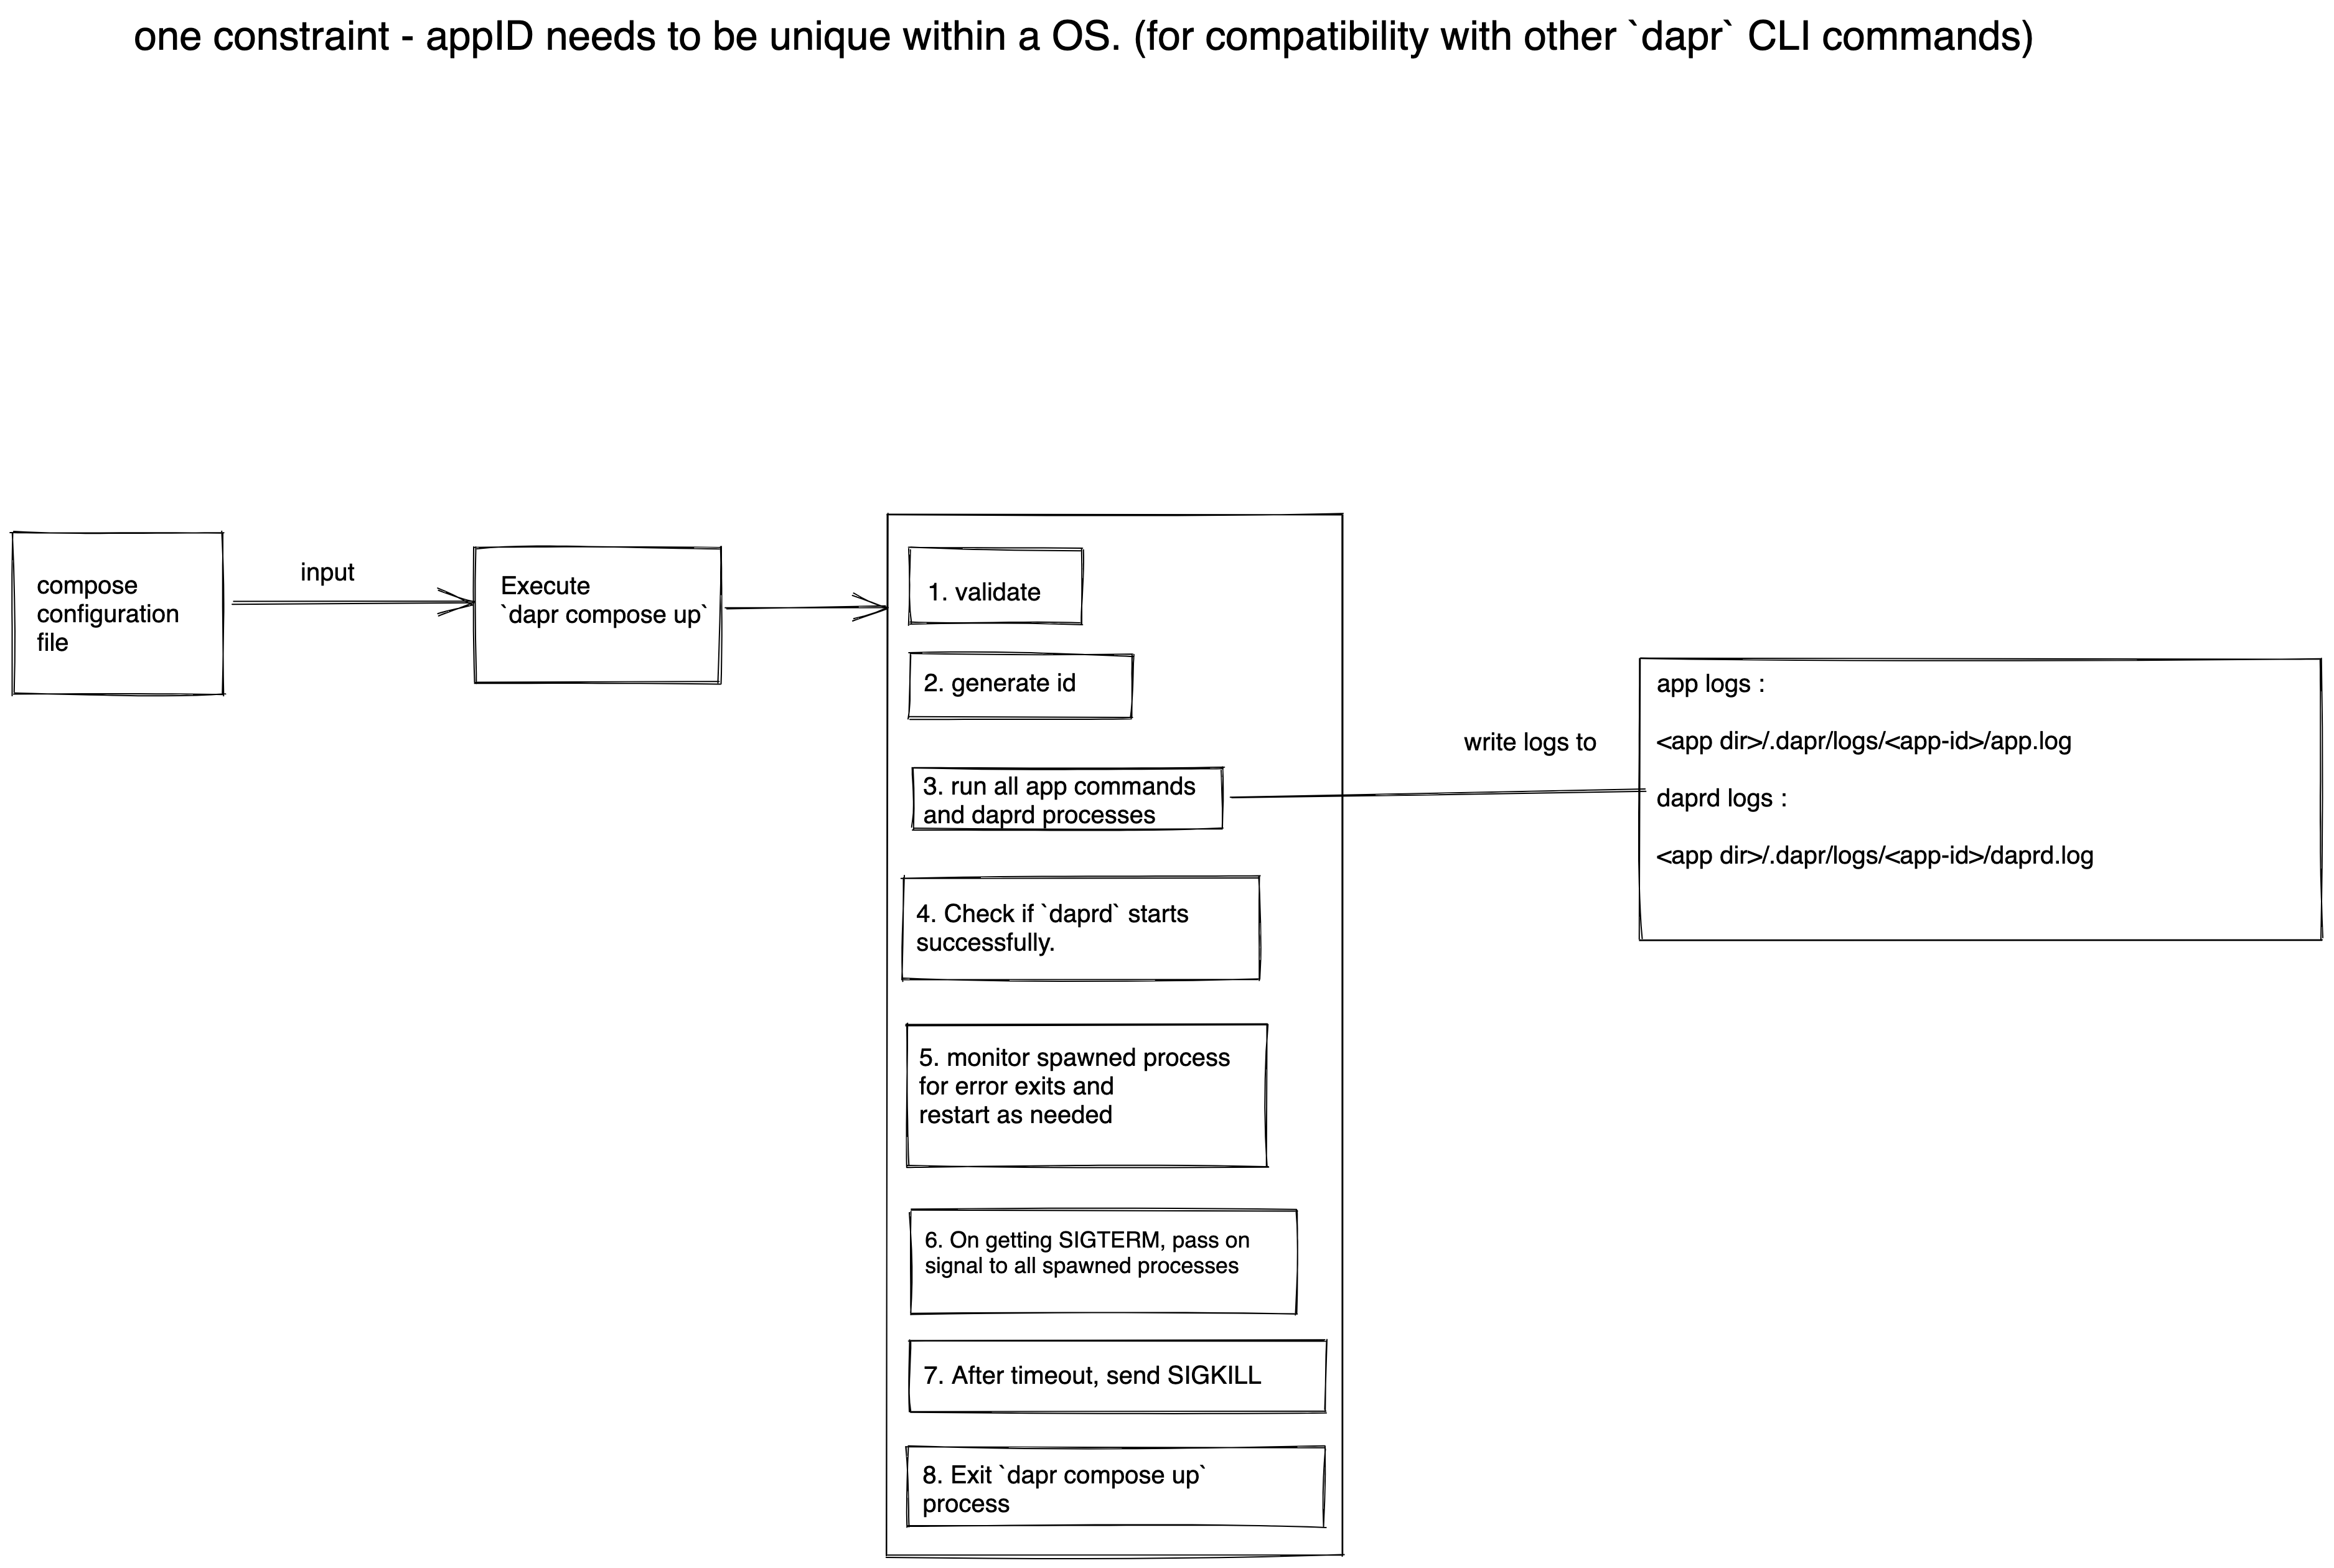 one constraint - appID needs to be unique within a OS. (for compatibility with other `dapr` CLI commands)
compose
configuration
file
input
Execute
`dapr compose up`
1. validate
2. generate id
3. run all app commands
and daprd processes
write logs to
app logs :
<app dir>/.dapr/logs/<app-id>/app.log
daprd logs :
<app dir>/.dapr/logs/<app-id>/daprd.log
4. Check if `daprd` starts
successfully.
5. monitor spawned process
for error exits and
restart as needed
6. On getting SIGTERM, pass on
signal to all spawned processes
7. After timeout, send SIGKILL
8. Exit `dapr compose up`
process